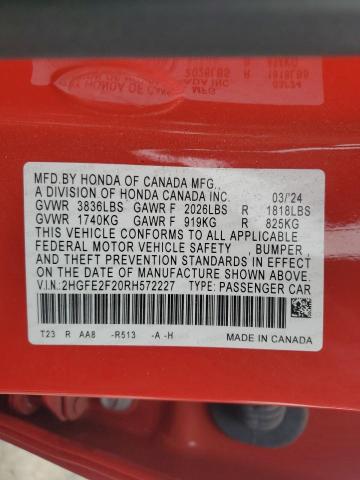 MFD.BY HONDA OF CANADA MFG.,
A DIVISION OF HONDA CANADA INC. 03/'24
GVWR 3836LBS GAWR F 2026LBS R 1818LBS
GVWR 1740KG GAWR F 919KG R 825KG
THIS VEHICLE CONFORMS TO ALL APPLICABLE
FEDERAL MOTOR VEHICLE SAFETY BUMPER,
AND THEFT PREVENTION STANDARDS IN EFFECT
ON THE DATE OF MANUFACTURE SHOWN ABOVE.
V.I.N.:2HGFE2F20RH572227 TYPE: PASSENGER CAR
T23 R AA8 -R513 -A -H MADE IN CANADA